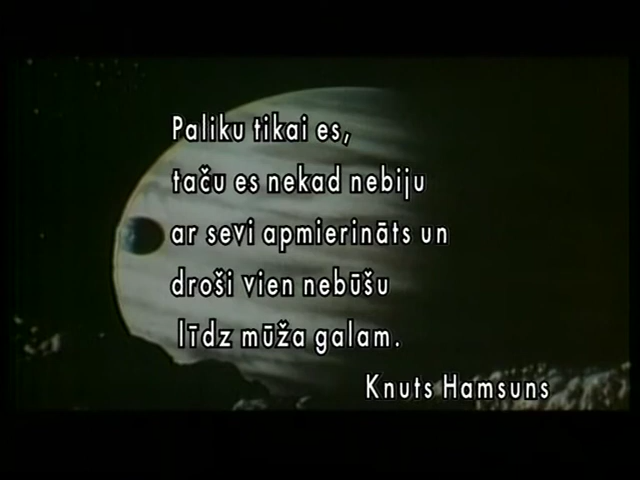 Paliku tikai es,
taču es nekad nebiju
ar sevi apmierināts un
droši vien nebūšu
līdz mūža galam.
Knuts Hamsuns